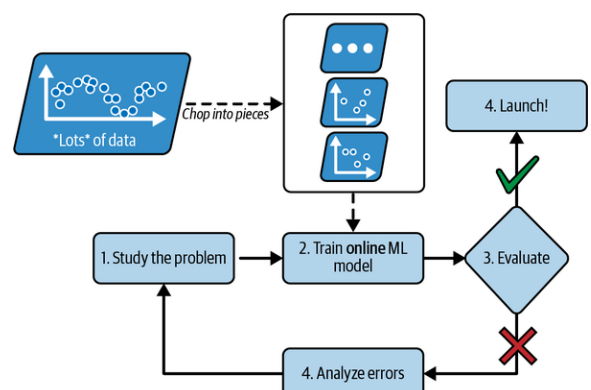 *Lots* of data
Chop into pieces
4. Launch!
1. Study the problem
2. Train online ML
model
3. Evaluate
4. Analyze errors